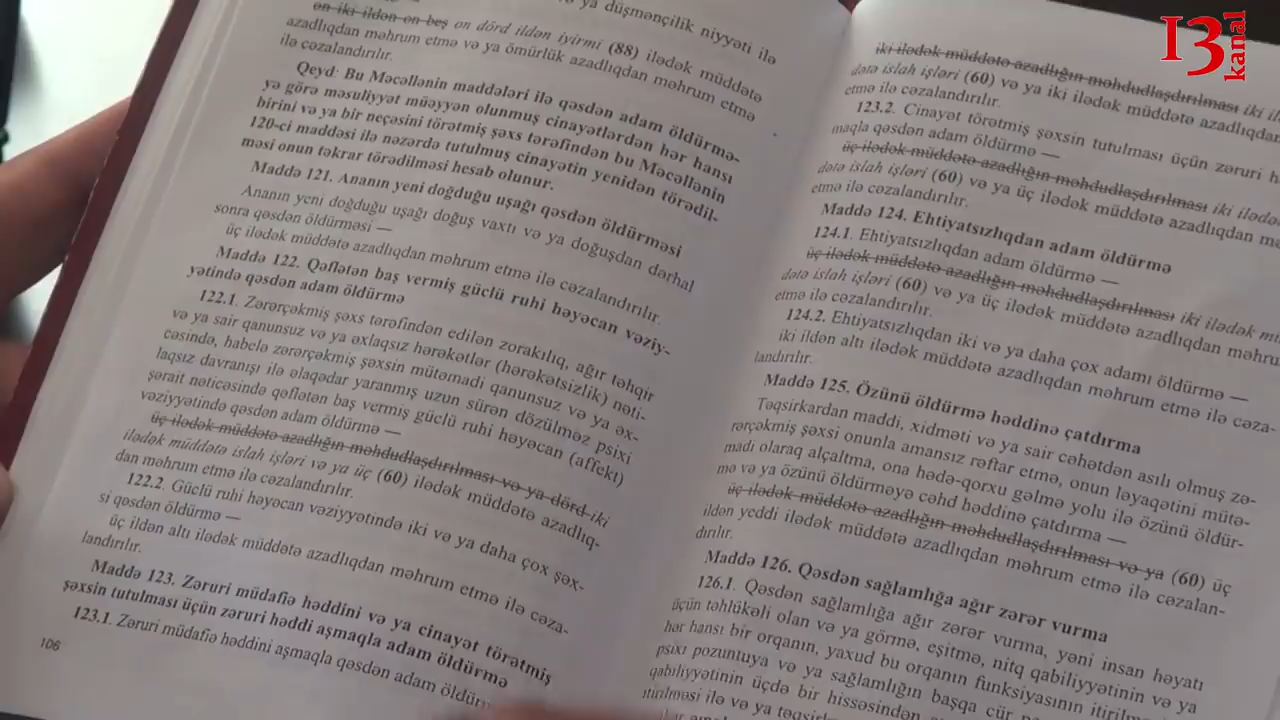 və ya düşmənçilik niyyəti ilə
on iki ildən on beş on dörd ildən iyirmi (88) ilədək müddətə
azadlıqdan məhrum etmə və ya ömürlük azadlıqdan məhrum etmə
ilə cəzalandırılır.
Qeyd: Bu Məcəllənin maddələri ilə qəsdən adam öldürmə-
yə görə məsuliyyət müəyyən olunmuş cinayətlərdən hər hansı
birini və ya bir neçəsini törətmiş şəxs tərəfindən bu Məcəllənin
120-ci maddəsi ilə nəzərdə tutulmuş cinayətin yenidən törədil-
məsi onun təkrar törədilməsi hesab olunur.
Maddə 121. Ananın yeni doğduğu uşağı qəsdən öldürməsi
Ananın yeni doğduğu uşağı doğuş vaxtı və ya doğuşdan dərhal
sonra qəsdən öldürməsi —
üç ilədək müddətə azadlıqdan məhrum etmə ilə cəzalandırılır.
Maddə 122. Qəflətən baş vermiş güclü ruhi həyəcan vəziy-
yətində qəsdən adam öldürmə
122.1. Zərərçəkmiş şəxs tərəfindən edilən zorakılıq, ağır təhqir
və ya sair qanunsuz və ya əxlaqsız hərəkətlər (hərəkətsizlik) nəti-
cəsində, habelə zərərçəkmiş şəxsin mütəmadi qanunsuz və ya əx-
laqsız davranışı ilə əlaqədar yaranmış uzun sürən dözülməz psixi
şərait nəticəsində qəflətən baş vermiş güclü ruhi həyəcan (affekt)
vəziyyətində qəsdən adam öldürmə —
üç ilədək müddətə azadlığın məhdudlaşdırılması və ya dörd iki
ilədək müddətə islah işləri və ya üç (60) ilədək müddətə azadlıq-
dan məhrum etmə ilə cəzalandırılır.
122.2. Güclü ruhi həyəcan vəziyyətində iki və ya daha çox şəx-
si qəsdən öldürmə —
üç ildən altı ilədək müddətə azadlıqdan məhrum etmə ilə cəza-
landırılır.
Maddə 123. Zəruri müdafiə həddini və ya cinayət törətmiş
şəxsin tutulması üçün zəruri həddi aşmaqla adam öldürmə
123.1. Zəruri müdafiə həddini aşmaqla qəsdən adam
106
iki ilədək müddətə azadlığın məhdudlaşdırılması iki
dətə islah işləri (60) və ya iki ilədək müddətə azadlıqdan
etmə ilə cəzalandırılır.
123.2. Cinayət törətmiş şəxsin tutulması üçün zəruri
maqla qəsdən adam öldürmə —
üç ilədək müddətə azadlığın məhdudlaşdırılması iki
dətə islah işləri (60) və ya üç ilədək müddətə azadlıqdan
etmə ilə cəzalandırılır.
Maddə 124. Ehtiyatsızlıqdan adam öldürmə
124.1. Ehtiyatsızlıqdan adam öldürmə —
üç ilədək müddətə azadlığın məhdudlaşdırılması iki ilədək
dətə islah işləri (60) və ya üç ilədək müddətə azadlıqdan
etmə ilə cəzalandırılır.
124.2. Ehtiyatsızlıqdan iki və ya daha çox adamı öldürmə —
iki ildən altı ilədək müddətə azadlıqdan məhrum etmə ilə cəza-
landırılır.
Maddə 125. Özünü öldürmə həddinə çatdırma
Təqsirkardan maddi, xidməti və ya sair cəhətdən asılı olmuş zə-
rərçəkmiş şəxsi onunla amansız rəftar etmə, onun ləyaqətini mütə-
madi olaraq alçaltma, ona hədə-qorxu gəlmə yolu ilə özünü öldür-
mə və ya özünü öldürməyə cəhd həddinə çatdırma —
üç ilədək müddətə azadlığın məhdudlaşdırılması və ya (60) üç
ildən yeddi ilədək müddətə azadlıqdan məhrum etmə ilə cəzalan-
dırılır.
Maddə 126. Qəsdən sağlamlığa ağır zərər vurma
126.1. Qəsdən sağlamlığa ağır zərər vurma, yəni insan həyatı
üçün təhlükəli olan və ya görmə, eşitmə, nitq qabiliyyətinin və ya
hər hansı bir orqanın, yaxud bu orqanın funksiyasının
psixi pozuntuya və ya sağlamlığın başqa cür
qabiliyyətinin üçdə bir hissəsindən
itirilməsi ilə və ya
13 kanal